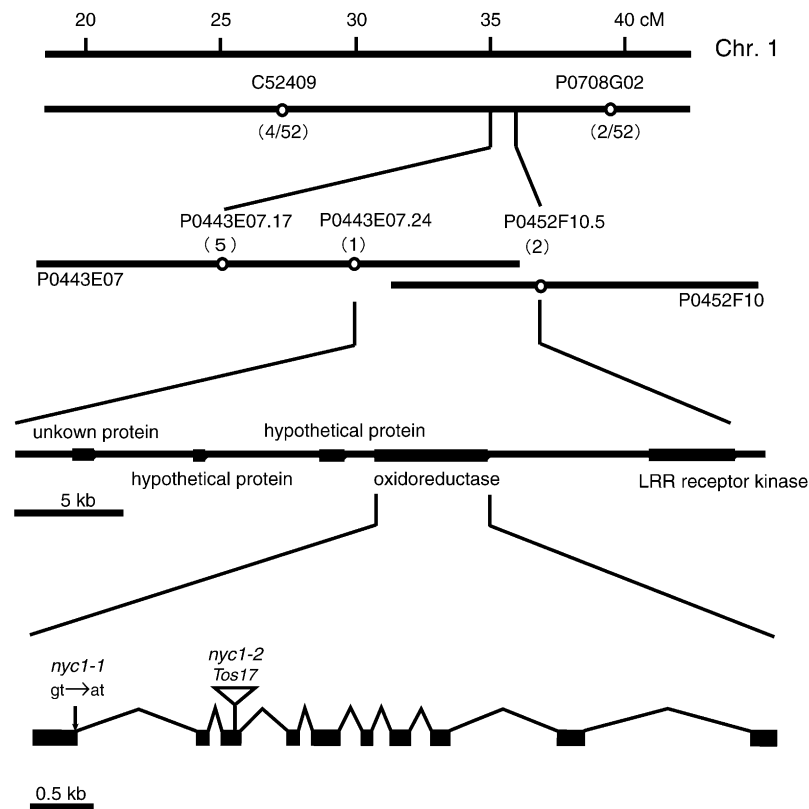 20 25 30 35 40 cM
Chr. 1
C52409 P0708G02
(4/52) (2/52)
P0443E07.17 P0443E07.24 P0452F10.5
(5) (1) (2)
P0443E07
P0452F10
hypothetical protein
unkown protein
hypothetical protein oxidoreductase LRR receptor kinase
5 kb
nyc1-1 nyc1-2
gt→at Tos17
0.5 kb